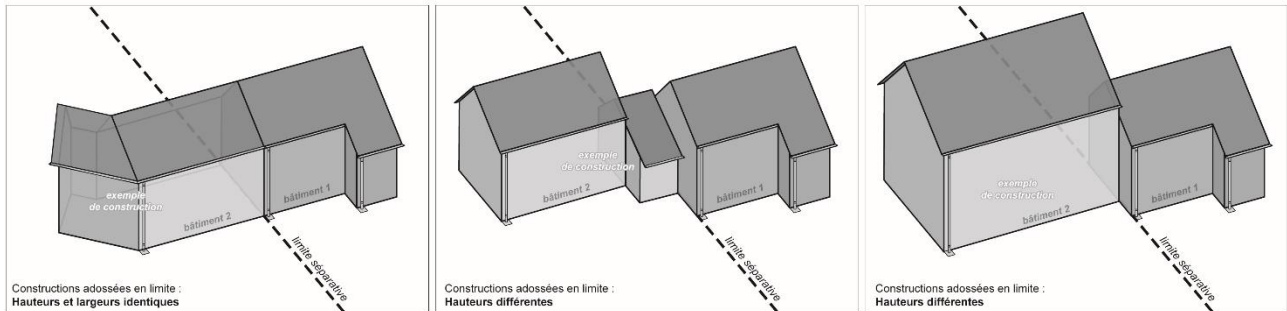 exemple
de construction
bâtiment 2
bâtiment 1
limite séparative
Constructions adossées en limite :
Hauteurs et largeurs identiques
exemple
de construction
bâtiment 2
bâtiment 1
limite séparative
Constructions adossées en limite :
Hauteurs différentes
exemple
de construction
bâtiment 2
bâtiment 1
limite séparative
Constructions adossées en limite :
Hauteurs différentes